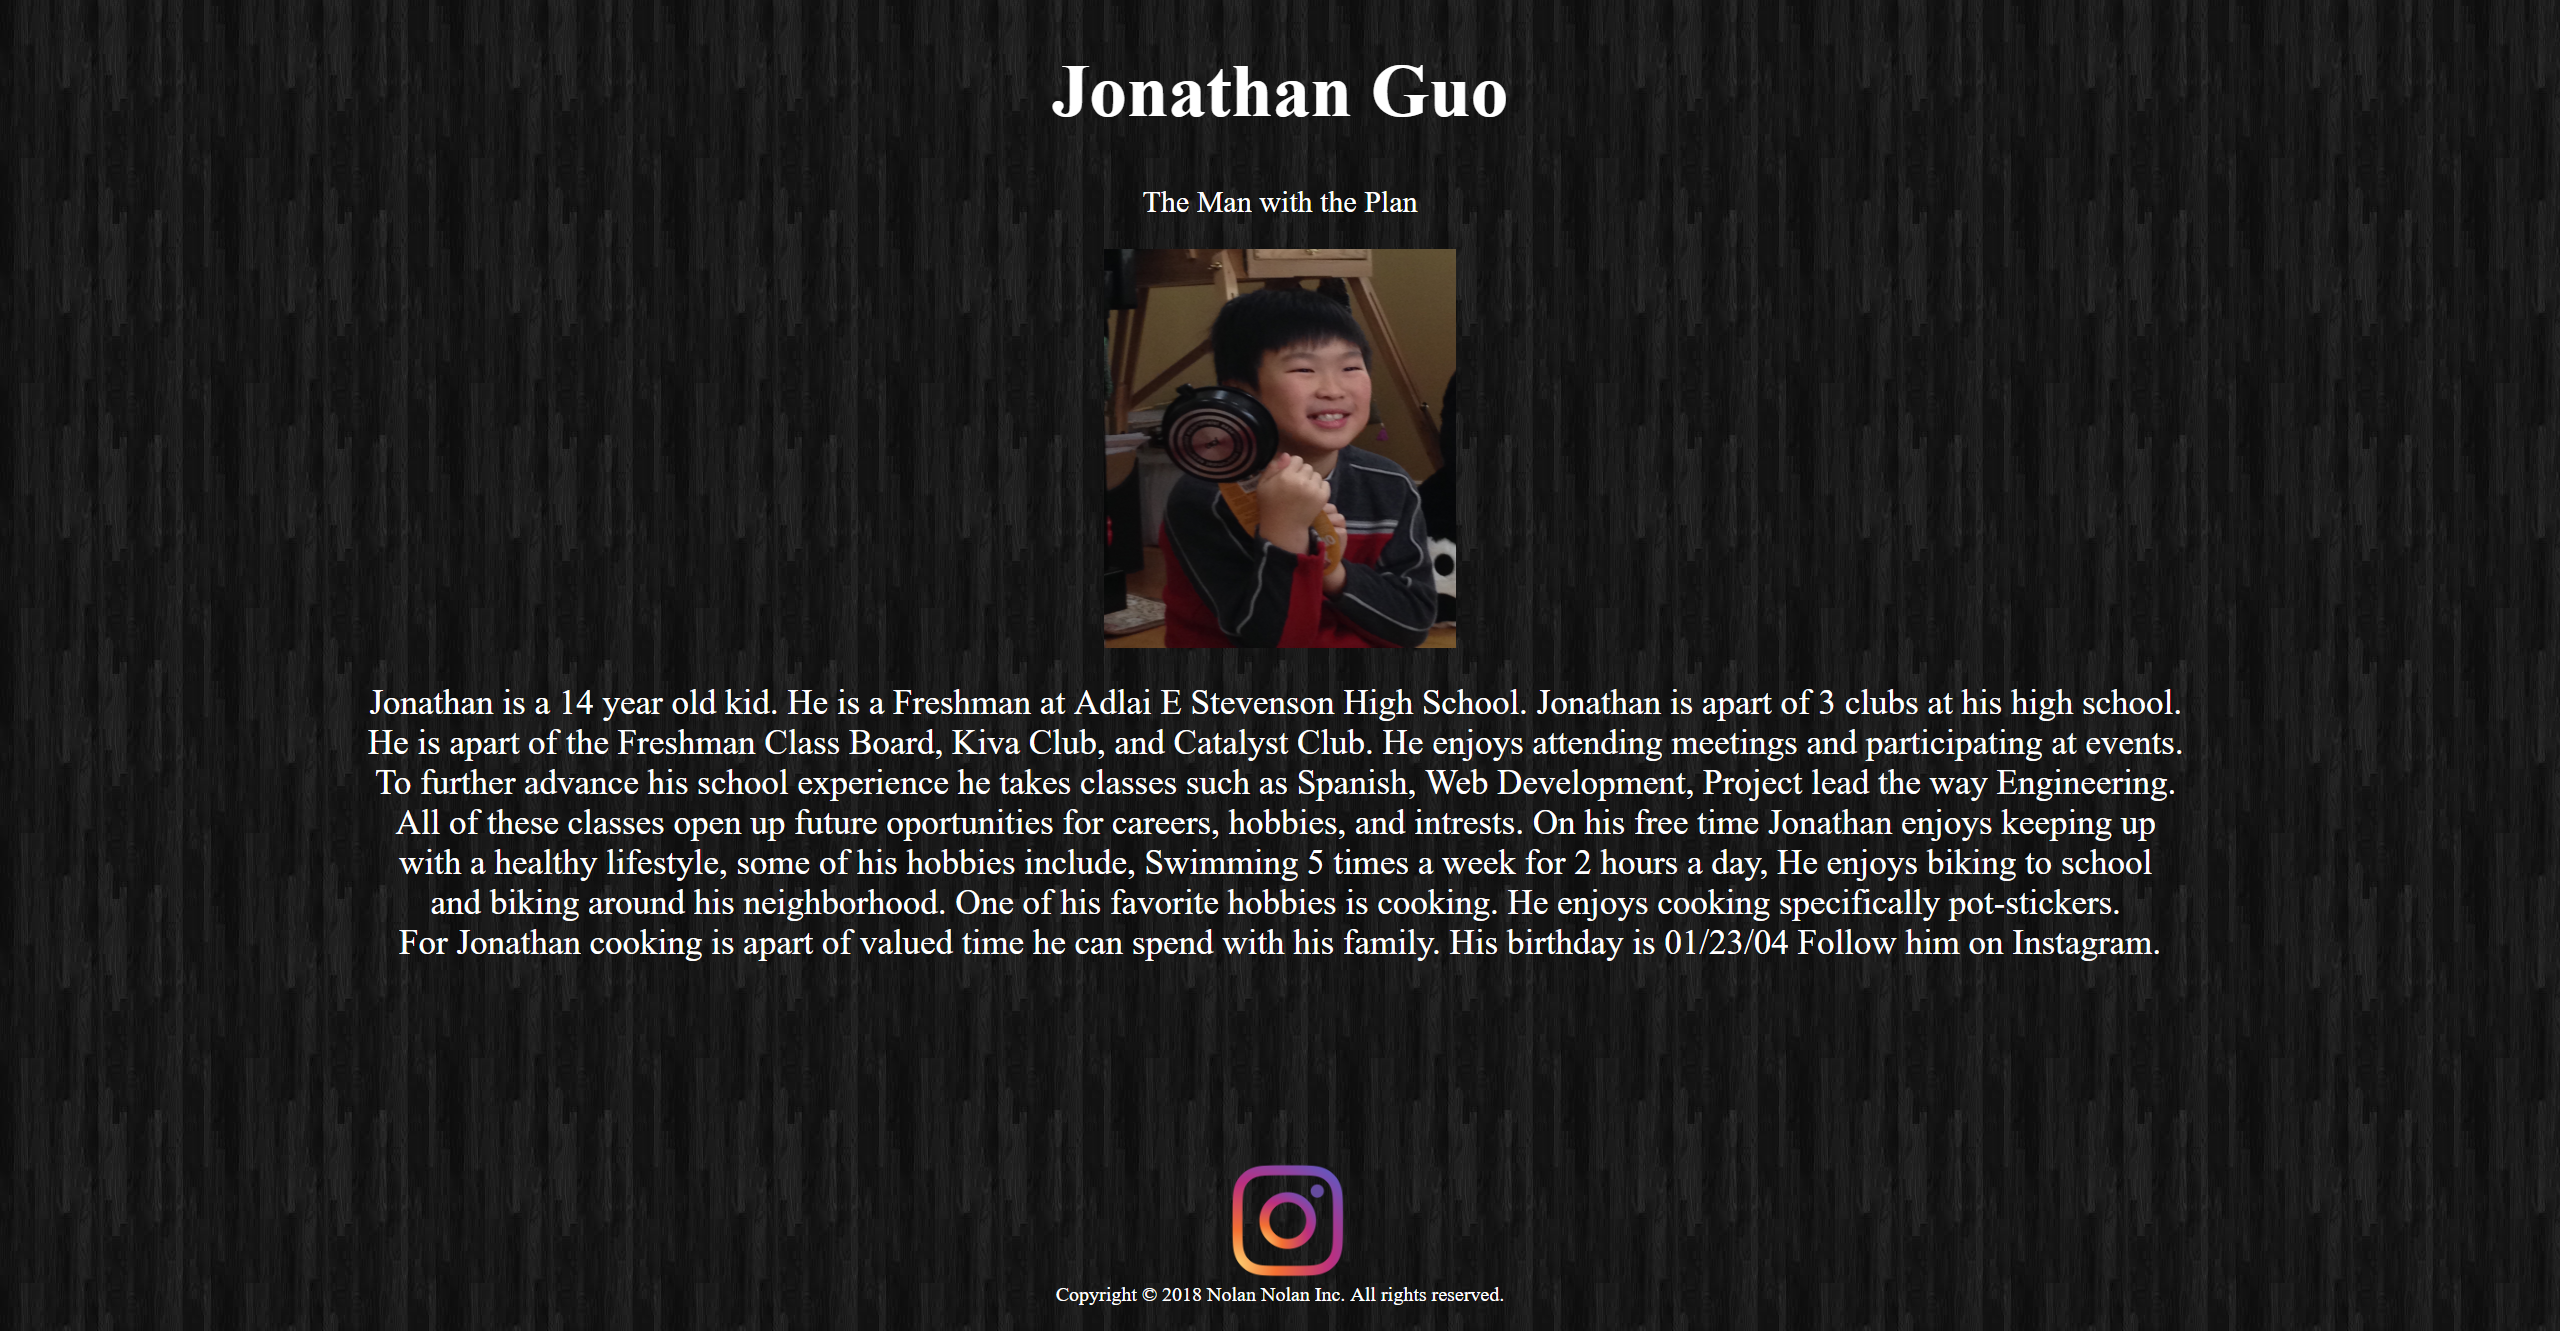 Jonathan Guo
The Man with the Plan
Jonathan is a 14 year old kid. He is a Freshman at Adlai E Stevenson High School. Jonathan is apart of 3 clubs at his high school.
He is apart of the Freshman Class Board, Kiva Club, and Catalyst Club. He enjoys attending meetings and participating at events.
To further advance his school experience he takes classes such as Spanish, Web Development, Project lead the way Engineering.
All of these classes open up future oportunities for careers, hobbies, and intrests. On his free time Jonathan enjoys keeping up
with a healthy lifestyle, some of his hobbies include, Swimming 5 times a week for 2 hours a day, He enjoys biking to school
and biking around his neighborhood. One of his favorite hobbies is cooking. He enjoys cooking specifically pot-stickers.
For Jonathan cooking is apart of valued time he can spend with his family. His birthday is 01/23/04 Follow him on Instagram.
Copyright © 2018 Nolan Nolan Inc. All rights reserved.